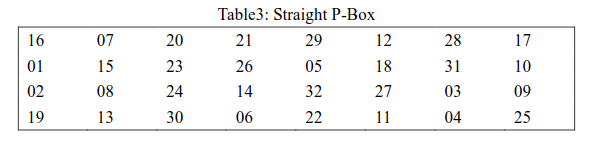 Table3: Straight P-Box
16 07 20 21 29 12 28 17
01 15 23 26 05 18 31 10
02 08 24 14 32 27 03 09
19 13 30 06 22 11 04 25